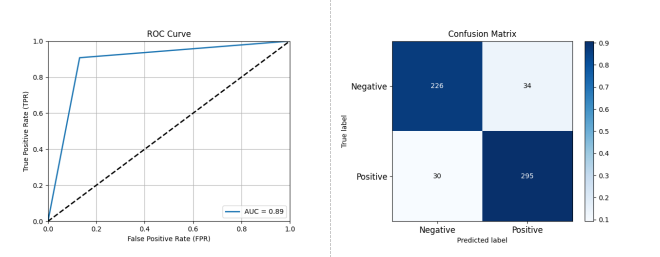 ROC Curve
1.0
0.8
0.6
0.4
0.2
0.0
True Positive Rate (TPR)
0.0 0.2 0.4 0.6 0.8 1.0
False Positive Rate (FPR)
AUC = 0.89
Confusion Matrix
True label
Negative 226 34
Positive 30 295
Negative Positive
Predicted label
0.9
0.8
0.7
0.6
0.5
0.4
0.3
0.2
0.1